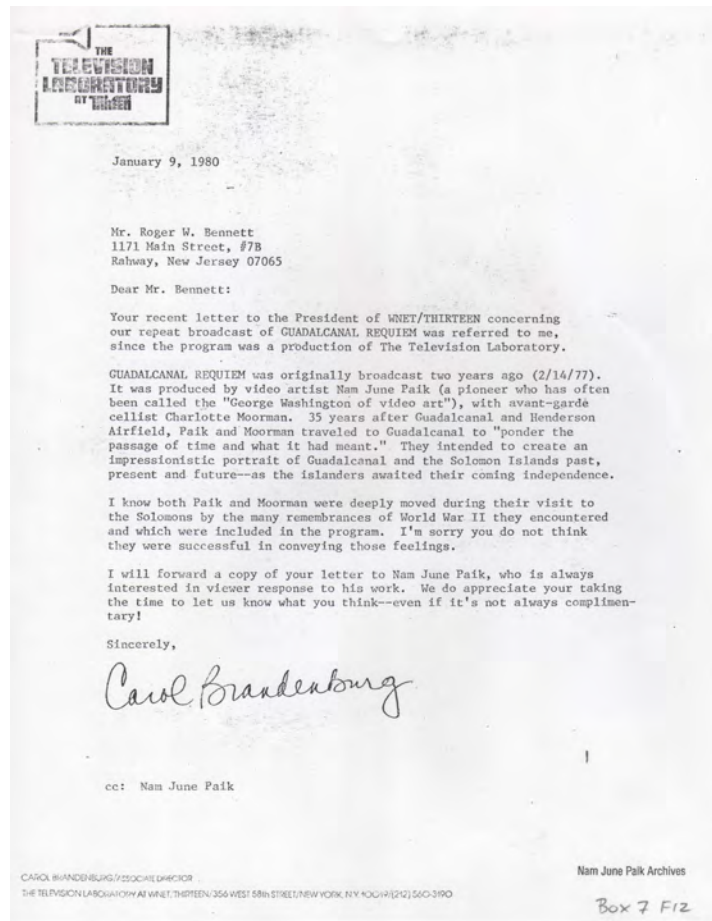 THE
TELEVISION
LABORATORY
AT THIRTEEN
January 9, 1980
Mr. Roger W. Bennett
1171 Main Street, #7B
Rahway, New Jersey 07065
Dear Mr. Bennett:
Your recent letter to the President of WNET/THIRTEEN concerning
our repeat broadcast of GUADALCANAL REQUIEM was referred to me,
since the program was a production of The Television Laboratory.
GUADALCANAL REQUIEM was originally broadcast two years ago (2/14/77).
It was produced by video artist Nam June Paik (a pioneer who has often
been called the "George Washington of video art"), with avant-garde
cellist Charlotte Moorman. 35 years after Guadalcanal and Henderson
Airfield, Paik and Moorman traveled to Guadalcanal to "ponder the
passage of time and what it had meant." They intended to create an
impressionistic portrait of Guadalcanal and the Solomon Islands past,
present and future--as the islanders awaited their coming independence.
I know both Paik and Moorman were deeply moved during their visit to
the Solomons by the many remembrances of World War II they encountered
and which were included in the program. I'm sorry you do not think
they were successful in conveying those feelings.
I will forward a copy of your letter to Nam June Paik, who is always
interested in viewer response to his work. We do appreciate your taking
the time to let us know what you think--even if it's not always complimen-
tary!
Sincerely,
Carol Brandenburg
cc: Nam June Paik
CAROL BRANDENBURG/ASSOCIATE DIRECTOR
THE TELEVISION LABORATORY AT WNET/THIRTEEN/356 WEST 58th STREET/NEW YORK, N.Y. 10019/(212) 560-3190
Nam June Paik Archives
Box 7 F12